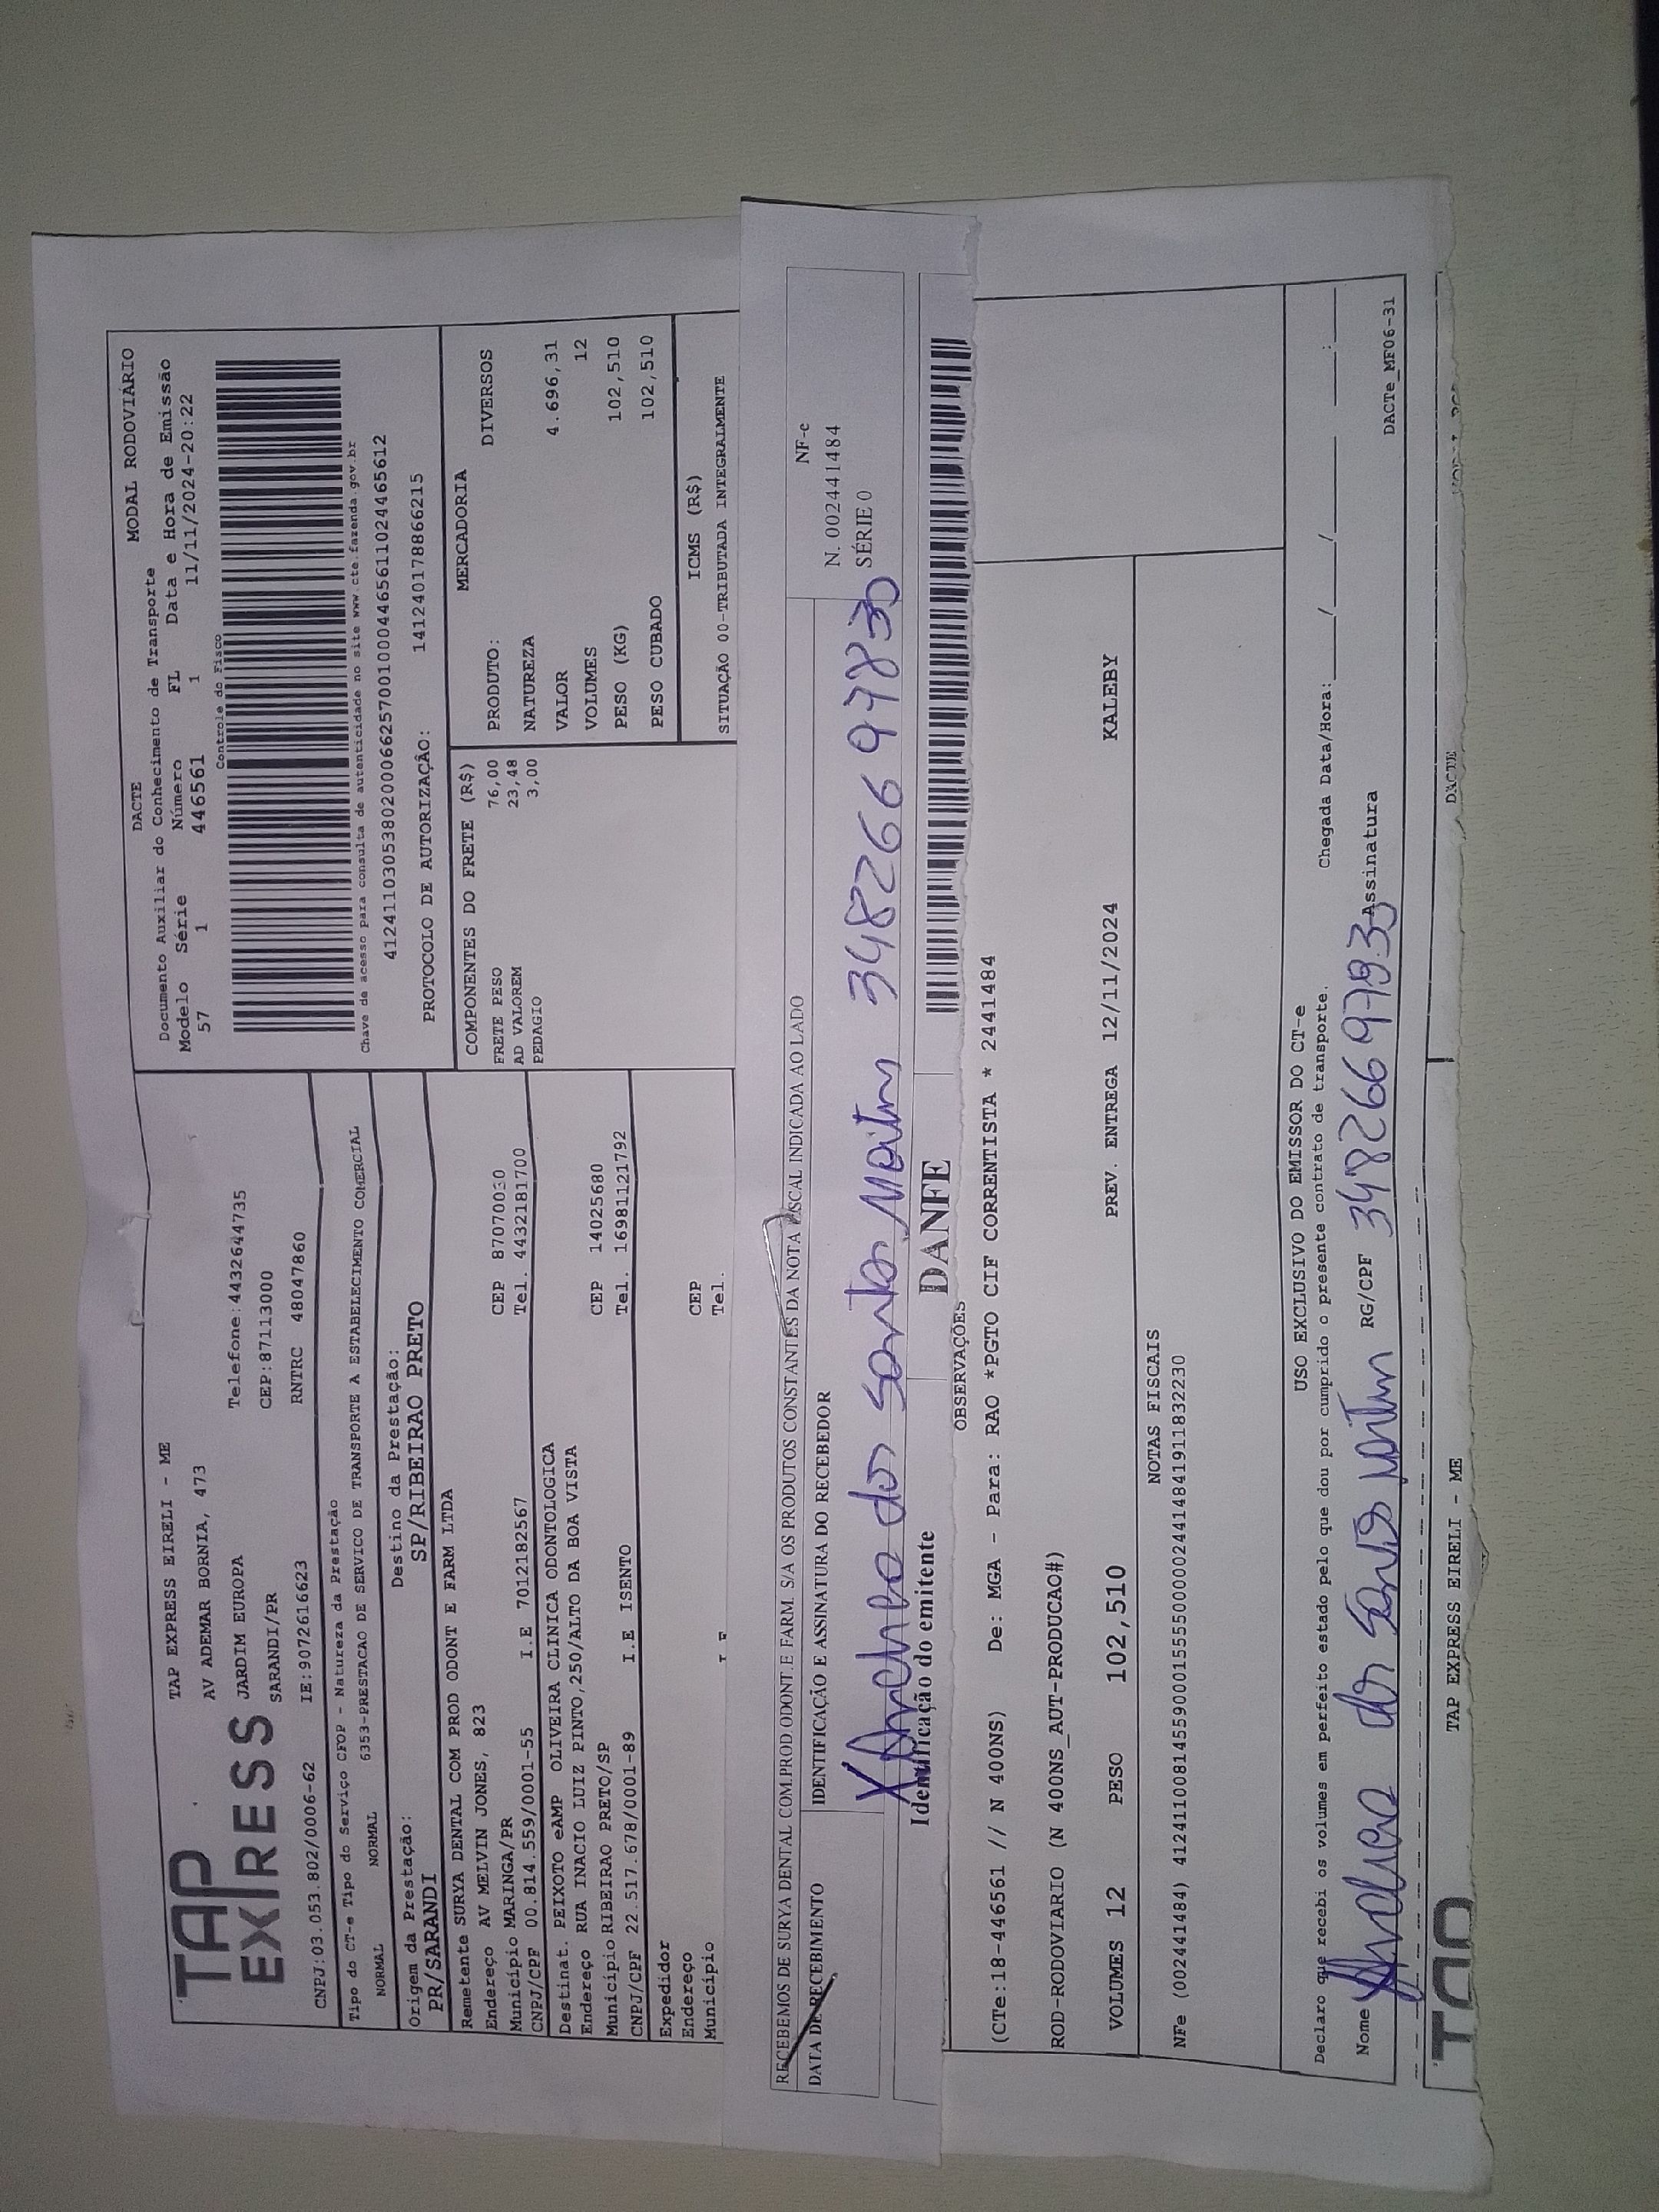 TAP
EXPRESS
TAP EXPRESS EIRELI - ME
AV ADEMAR BORNIA, 473
JARDIM EUROPA Telefone:4432644735
SARANDI/PR CEP:87113000
CNPJ:03.053.802/0006-62 IE:9072616623 RNTRC 48047860
DACTE MODAL RODOVIÁRIO
Documento Auxiliar do Conhecimento de Transporte
Modelo Série Número FL Data e Hora de Emissão
57 1 446561 1 11/11/2024-20:22
Controle do Fisco
Chave de acesso para consulta de autenticidade no site www.cte.fazenda.gov.br
41241103053802000662570010004465611024465612
PROTOCOLO DE AUTORIZAÇÃO: 141240178866215
Tipo do CT-e Tipo do Serviço CFOP - Natureza da Prestação
NORMAL NORMAL 6353-PRESTACAO DE SERVICO DE TRANSPORTE A ESTABELECIMENTO COMERCIAL
Origem da Prestação: Destino da Prestação:
PR/SARANDI SP/RIBEIRAO PRETO
Remetente SURYA DENTAL COM PROD ODONT E FARM LTDA
Endereço AV MELVIN JONES, 823
Município MARINGA/PR CEP 87070030
CNPJ/CPF 00.814.559/0001-55 I.E 7012182567 Tel. 4432181700
Destinat. PEIXOTO eAMP OLIVEIRA CLINICA ODONTOLOGICA
Endereço RUA INACIO LUIZ PINTO,250/ALTO DA BOA VISTA
Município RIBEIRAO PRETO/SP CEP 14025680
CNPJ/CPF 22.517.678/0001-89 I.E ISENTO Tel. 16981121792
Expedidor
Endereço CEP
Município Tel.
COMPONENTES DO FRETE (R$)
FRETE PESO 76,00
AD VALOREM 23,48
PEDAGIO 3,00
MERCADORIA
PRODUTO: DIVERSOS
NATUREZA
VALOR 4.696,31
VOLUMES 12
PESO (KG) 102,510
PESO CUBADO 102,510
ICMS (R$)
SITUAÇÃO 00-TRIBUTADA INTEGRALMENTE
RECEBEMOS DE SURYA DENTAL COM.PROD ODONT.E FARM. S/A OS PRODUTOS CONSTANTES DA NOTA FISCAL INDICADA AO LADO
DATA DE RECEBIMENTO IDENTIFICAÇÃO E ASSINATURA DO RECEBEDOR
dos Santos 34826697830
NF-e
N. 002441484
SÉRIE 0
Identificação do emitente DANFE
OBSERVAÇÕES
(CTe:18-446561 // N 400NS) De: MGA - Para: RAO *PGTO CIF CORRENTISTA * 2441484
ROD-RODOVIARIO (N 400NS_AUT-PRODUCAO#)
VOLUMES 12 PESO 102,510 PREV. ENTREGA 12/11/2024 KALEBY
NOTAS FISCAIS
NFe (002441484) 41241100814559000155550000024414841911832230
USO EXCLUSIVO DO EMISSOR DO CT-e
Declaro que recebi os volumes em perfeito estado pelo que dou por cumprido o presente contrato de transporte. Chegada Data/Hora: ___/___/___ ___:___
Nome dos Santos RG/CPF Assinatura
DACTe_MF06-31
TAP EXPRESS EIRELI - ME DACTE